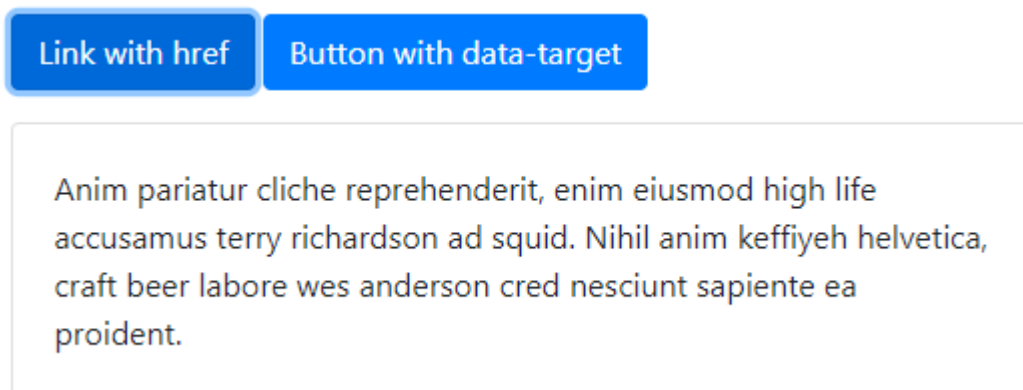 Link with href
Button with data-target
Anim pariatur cliche reprehenderit, enim eiusmod high life
accusamus terry richardson ad squid. Nihil anim keffiyeh helvetica,
craft beer labore wes anderson cred nesciunt sapiente ea
proident.